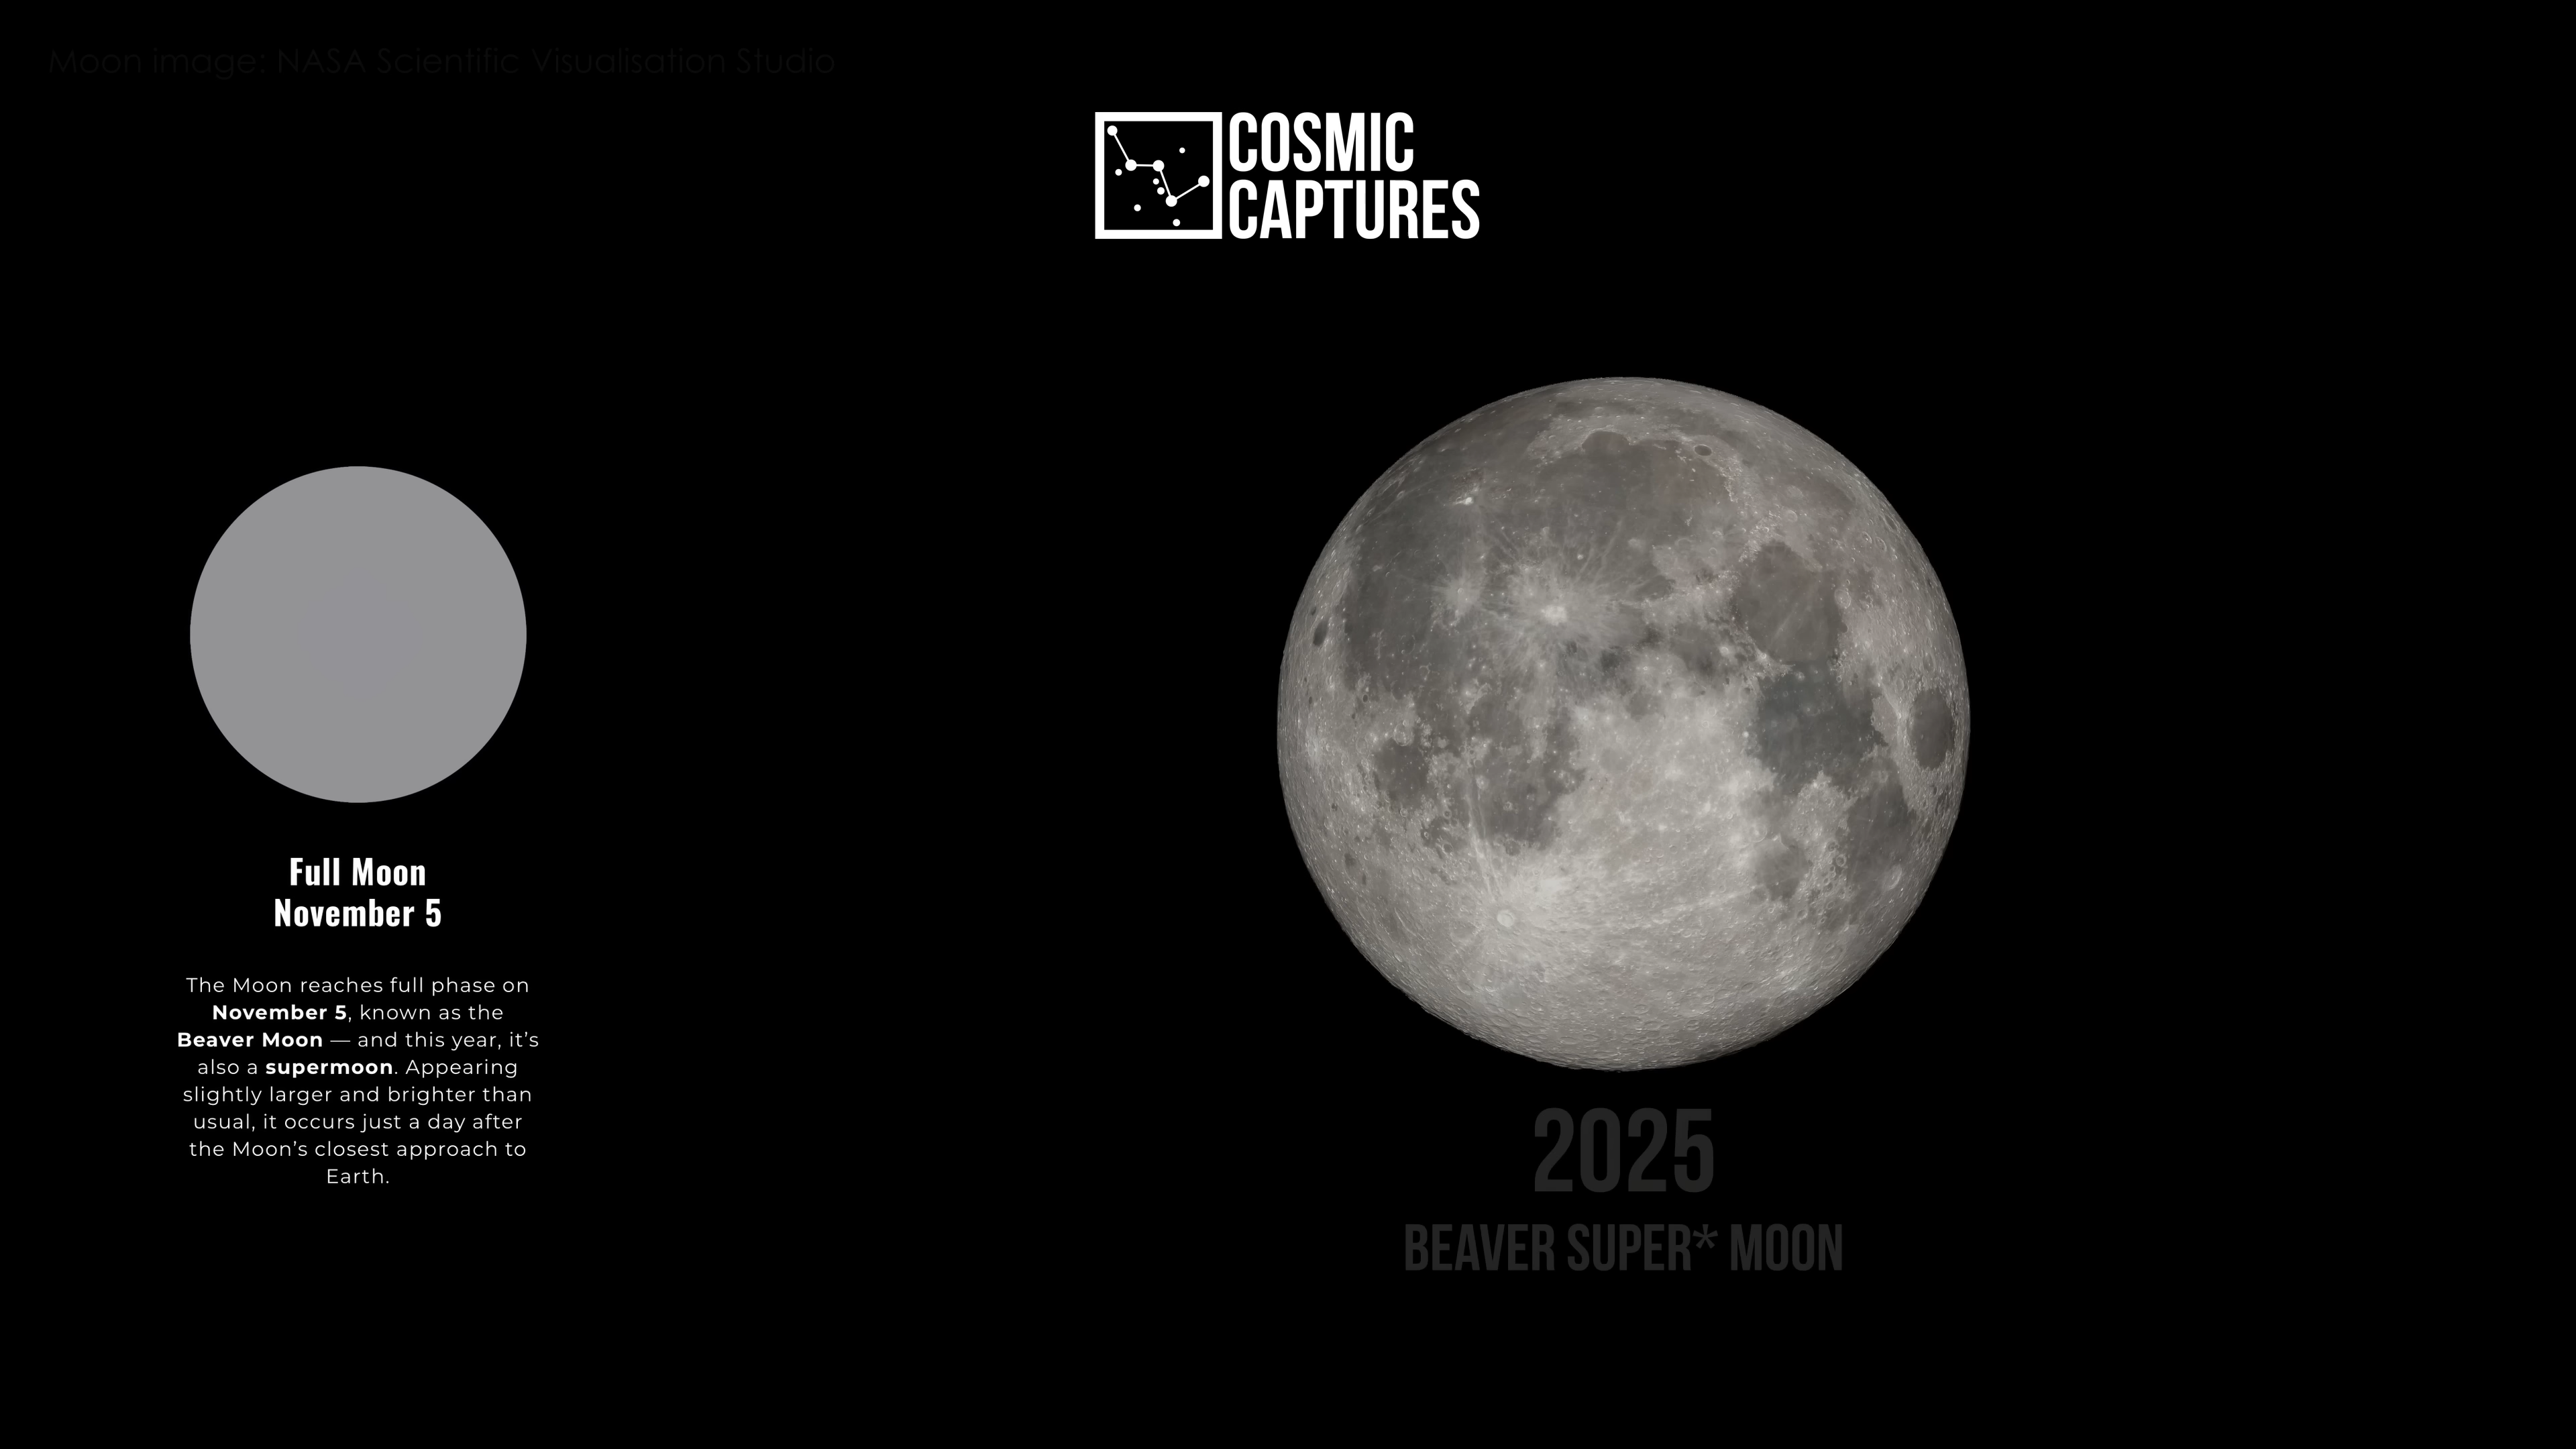 Moon image: NASA Scientific Visualisation Studio
COSMIC
CAPTURES
Full Moon
November 5
The Moon reaches full phase on
November 5, known as the
Beaver Moon — and this year, it’s
also a supermoon. Appearing
slightly larger and brighter than
usual, it occurs just a day after
the Moon’s closest approach to
Earth.
2025
BEAVER SUPER* MOON